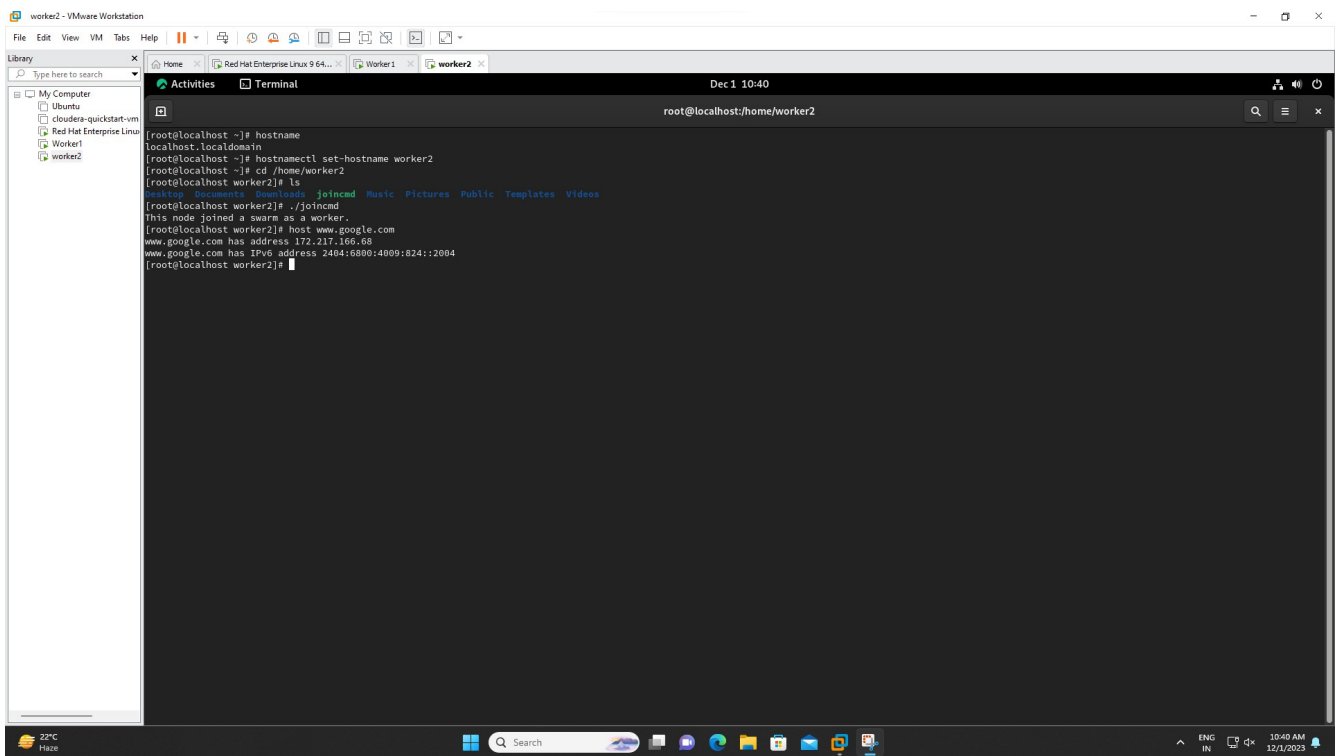 worker2 - VMware Workstation
File Edit View VM Tabs Help
Library
Type here to search
My Computer
Ubuntu
cloudera-quickstart-vm
Red Hat Enterprise Linu
Worker1
worker2
Home Red Hat Enterprise Linux 9 64... Worker1 worker2
Activities Terminal Dec 1 10:40
root@localhost:/home/worker2
[root@localhost ~]# hostname
localhost.localdomain
[root@localhost ~]# hostnamectl set-hostname worker2
[root@localhost ~]# cd /home/worker2
[root@localhost worker2]# ls
Desktop Documents Downloads joincmd Music Pictures Public Templates Videos
[root@localhost worker2]# ./joincmd
This node joined a swarm as a worker.
[root@localhost worker2]# host www.google.com
www.google.com has address 172.217.166.68
www.google.com has IPv6 address 2404:6800:4009:824::2004
[root@localhost worker2]#
22°C
Haze
Search
ENG
IN
10:40 AM
12/1/2023